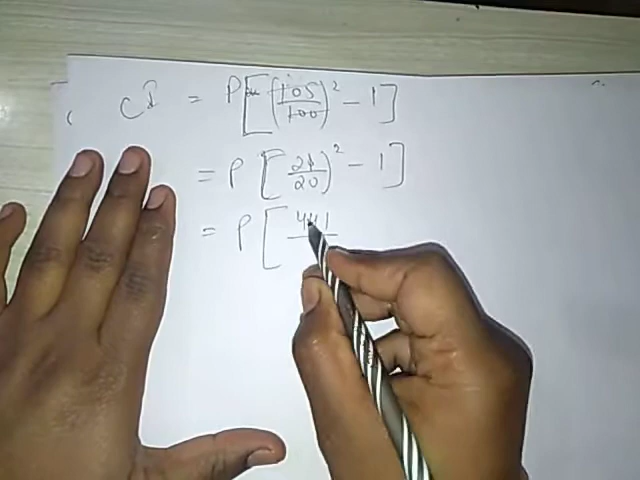 CI = P[(105/100)² - 1]
= P[(21/20)² - 1]
= P[441/